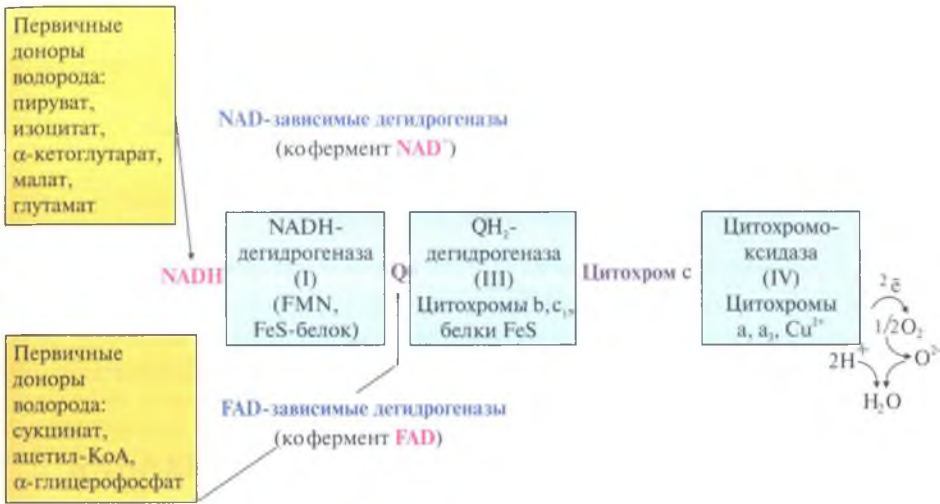 Первичные
доноры
водорода:
пируват,
изоцитат,
α-кетоглутарат,
малат,
глутамат
NAD-зависимые дегидрогеназы
(кофермент NAD⁺)
NADH
NADH-
дегидрогеназа
(I)
(FMN,
FeS-белок)
Q
QH₂-
дегидрогеназа
(III)
Цитохромы b, c₁,
белки FeS
Цитохром c
Цитохромо-
ксидаза
(IV)
Цитохромы
a, a₃, Cu²⁺
2 ē
1/2O₂
2H⁺
O²⁻
H₂O
Первичные
доноры
водорода:
сукцинат,
ацетил-КоА,
α-глицерофосфат
FAD-зависимые дегидрогеназы
(кофермент FAD)